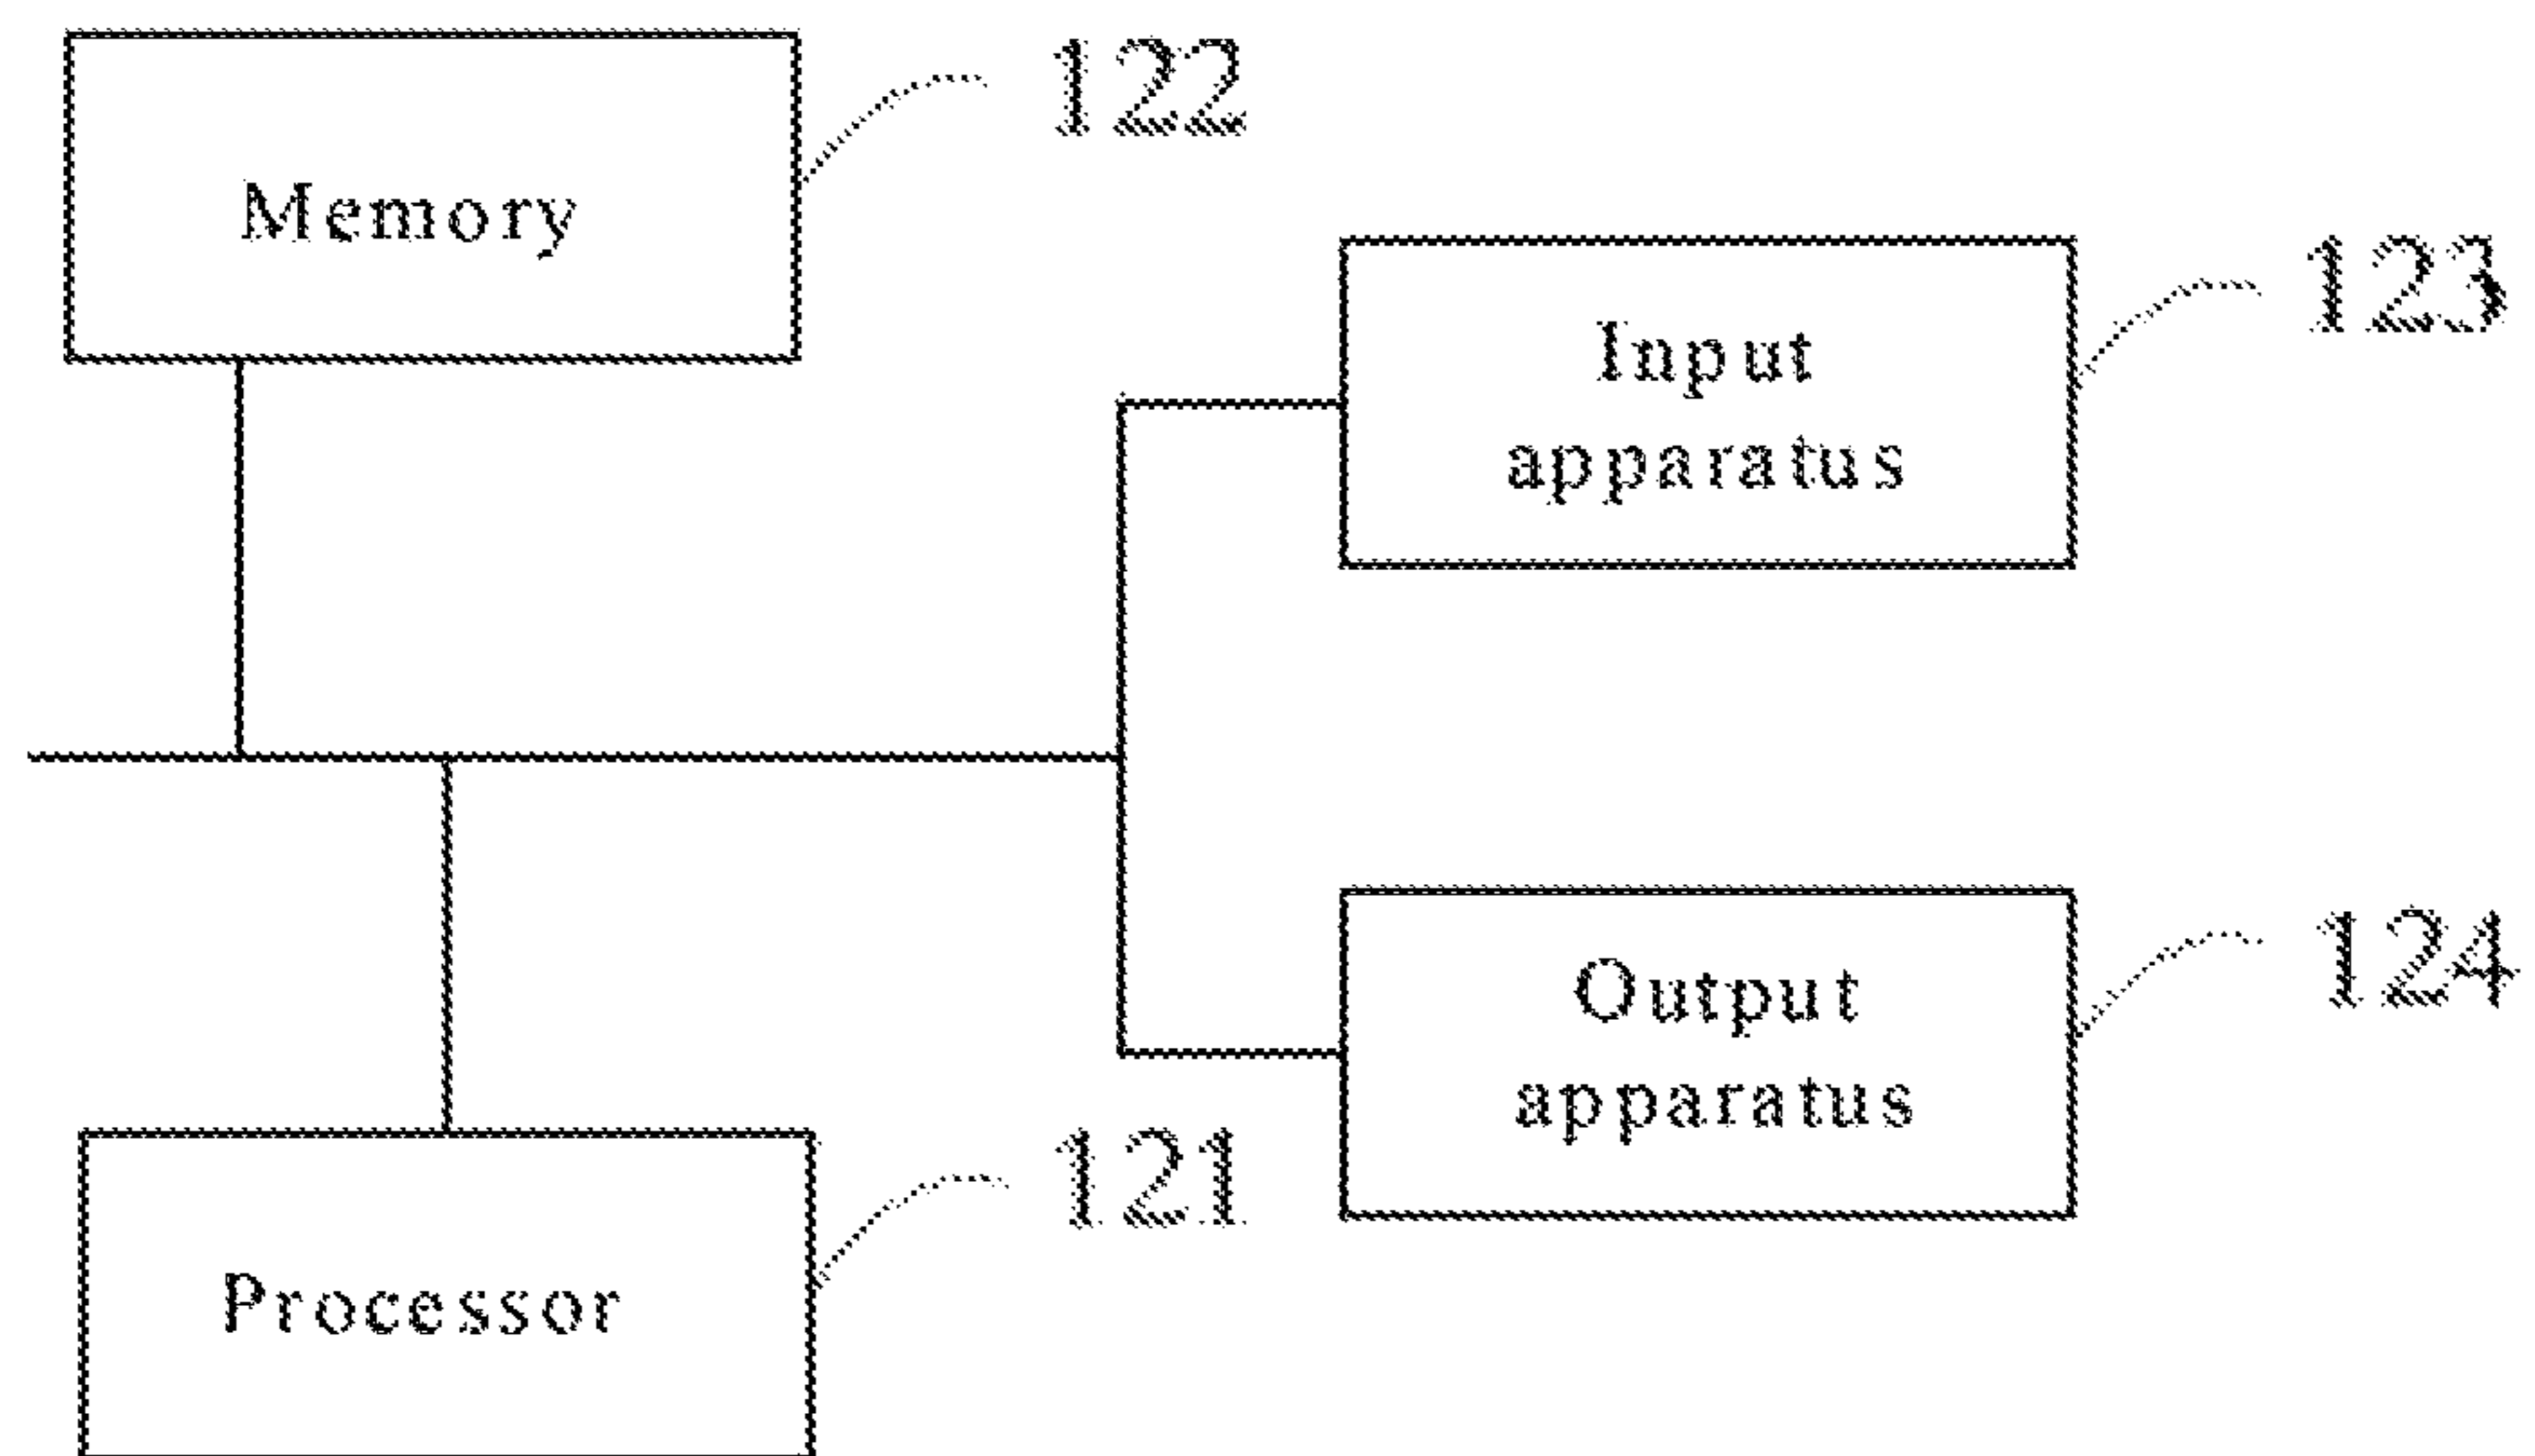 Memory
122
Input
apparatus
123
Output
apparatus
124
Processor
121